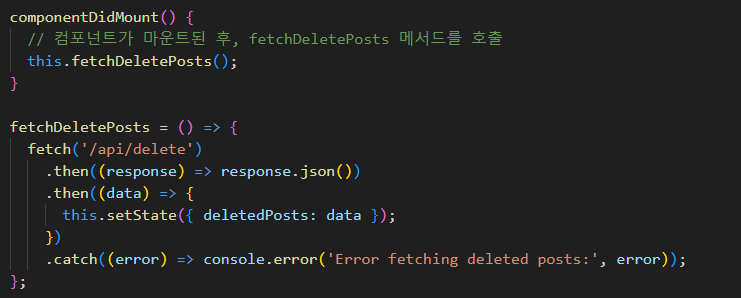 componentDidMount() {
  // 컴포넌트가 마운트된 후, fetchDeletePosts 메서드를 호출
  this.fetchDeletePosts();
}

fetchDeletePosts = () => {
  fetch('/api/delete')
    .then((response) => response.json())
    .then((data) => {
      this.setState({ deletedPosts: data });
    })
    .catch((error) => console.error('Error fetching deleted posts:', error));
};